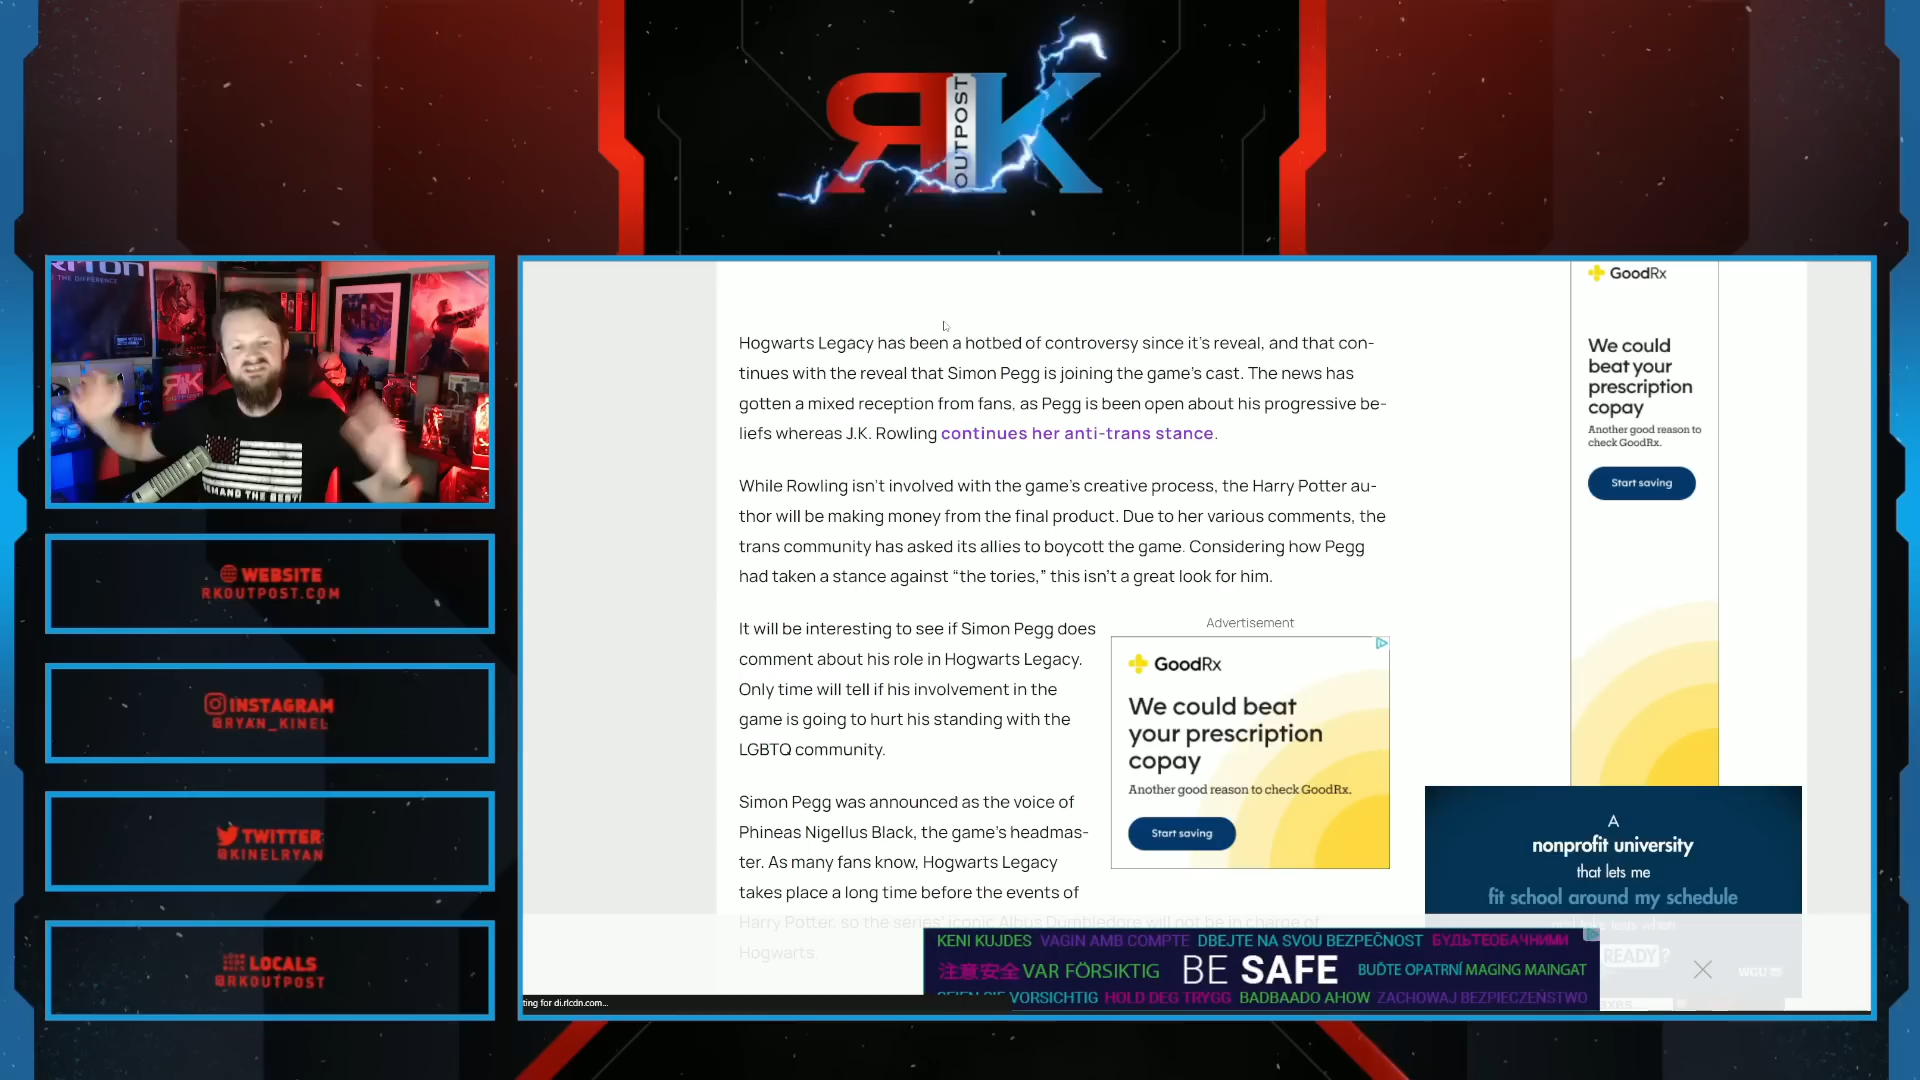 OUTPOST
RK
THE DIFFERENCE
DEMAND THE BEST!
WEBSITE
RKOUTPOST.COM
INSTAGRAM
@RYAN_KINEL
TWITTER
@KINELRYAN
LOCALS
@RKOUTPOST
Hogwarts Legacy has been a hotbed of controversy since it's reveal, and that con-
tinues with the reveal that Simon Pegg is joining the game's cast. The news has
gotten a mixed reception from fans, as Pegg is been open about his progressive be-
liefs whereas J.K. Rowling continues her anti-trans stance.
While Rowling isn't involved with the game's creative process, the Harry Potter au-
thor will be making money from the final product. Due to her various comments, the
trans community has asked its allies to boycott the game. Considering how Pegg
had taken a stance against “the tories,” this isn't a great look for him.
It will be interesting to see if Simon Pegg does
comment about his role in Hogwarts Legacy.
Only time will tell if his involvement in the
game is going to hurt his standing with the
LGBTQ community.
Simon Pegg was announced as the voice of
Phineas Nigellus Black, the game's headmas-
ter. As many fans know, Hogwarts Legacy
takes place a long time before the events of
Harry Potter, so the series' iconic Albus Dumbledore will not be in charge of
Hogwarts.
Advertisement
GoodRx
We could beat
your prescription
copay
Another good reason to check GoodRx.
Start saving
GoodRx
We could
beat your
prescription
copay
Another good reason to
check GoodRx.
Start saving
A
nonprofit university
that lets me
fit school around my schedule
READY?
WGU
KENI KUJDES VAGIN AMB COMPTE DBEJTE NA SVOU BEZPEČNOST БУДЬТЕОБАЧНИМИ
注意安全 VAR FÖRSIKTIG BE SAFE BUĎTE OPATRNÍ MAGING MAINGAT
SEIEN SIE VORSICHTIG HOLD DEG TRYGG BADBAADO AHOW ZACHOWAJ BEZPIECZEŃSTWO
ting for di.rlcdn.com...